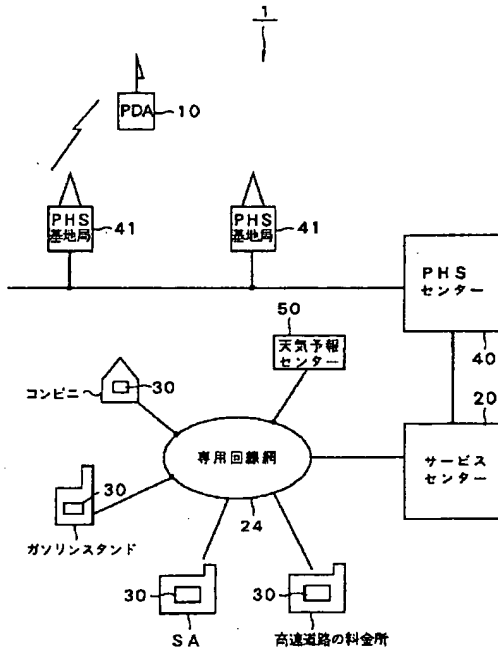 1
PDA
10
PHS
基地局
41
PHS
基地局
41
PHS
センター
40
50
天気予報
センター
20
コンビニ
30
専用回線網
サービス
センター
30
24
ガソリンスタンド
30
30
SA
高速道路の料金所